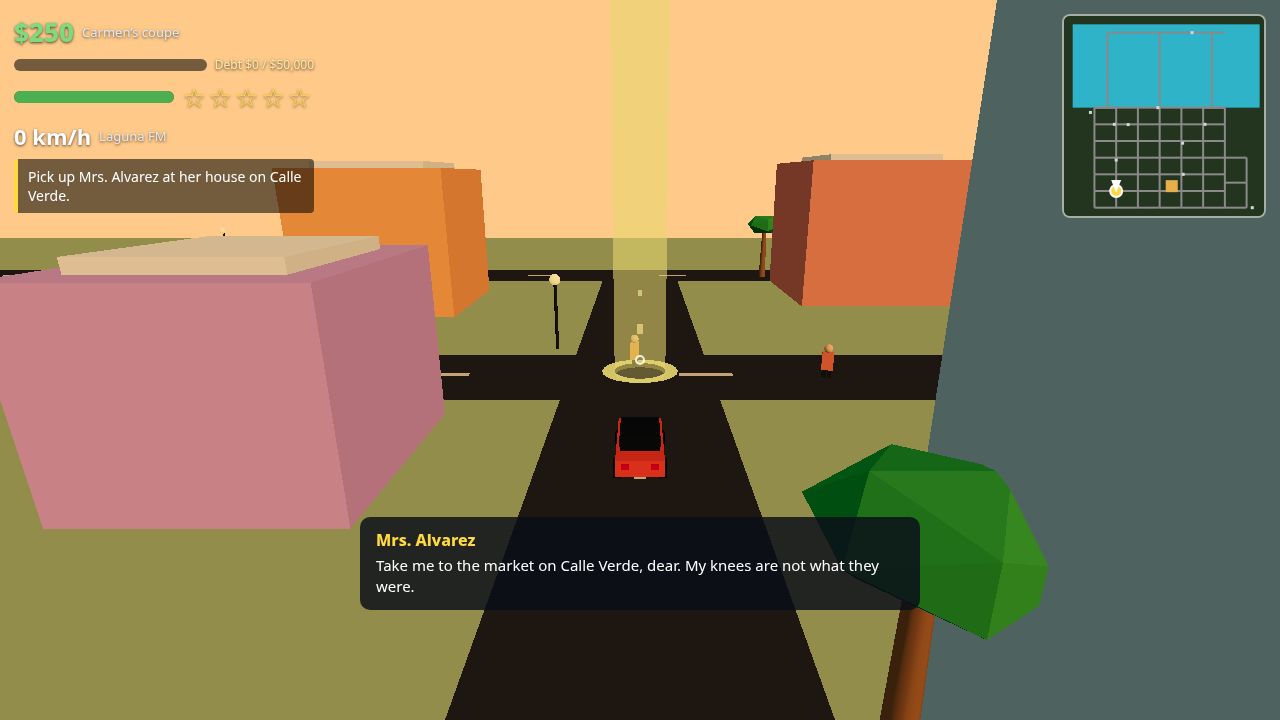 $250 Carmen's coupe
Debt $0 / $50,000
0 km/h Laguna FM
Pick up Mrs. Alvarez at her house on Calle
Verde.
Mrs. Alvarez
Take me to the market on Calle Verde, dear. My knees are not what they
were.